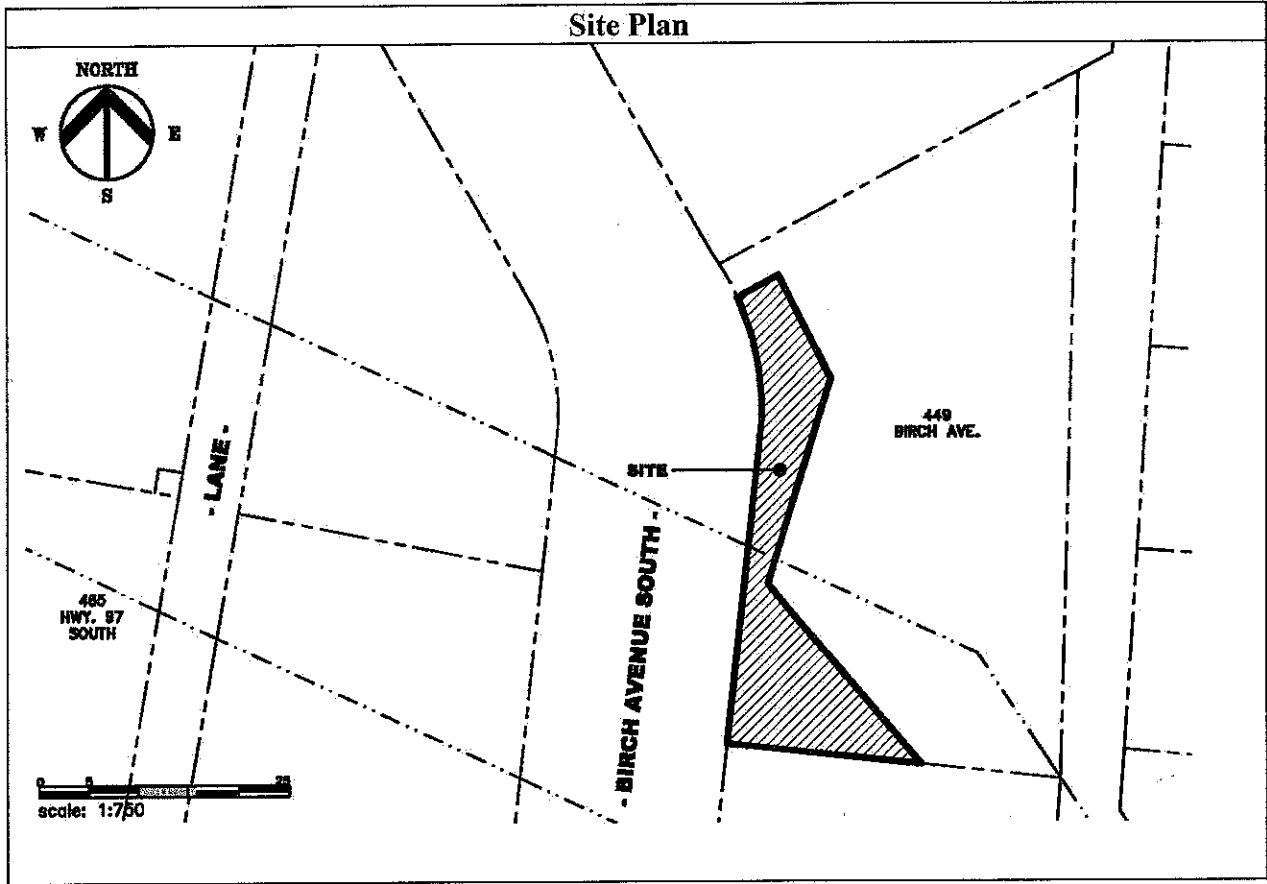 Site Plan
NORTH
W E
S
449
BIRCH AVE.
SITE
- LANE -
- BIRCH AVENUE SOUTH -
465
HWY. 97
SOUTH
0 5 25
scale: 1:750